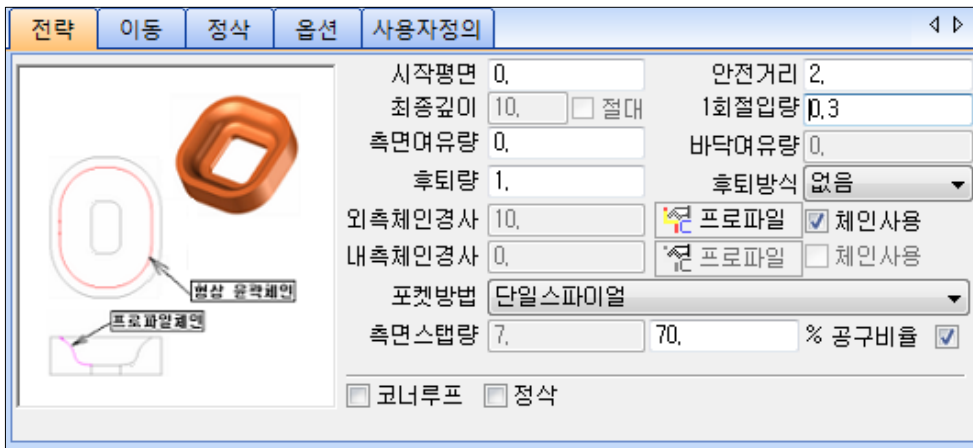 전략 이동 정삭 옵션 사용자정의
시작평면 0, 안전거리 2,
최종깊이 10, 절대 1회절입량 0,3
측면여유량 0, 바닥여유량 0,
후퇴량 1, 후퇴방식 없음
외측체인경사 10, 프로파일 체인사용
내측체인경사 0, 프로파일 체인사용
형상 윤곽체인
포켓방법 단일스파이얼
프로파일체인
측면스탭량 7, 70, % 공구비율
코너루프 정삭